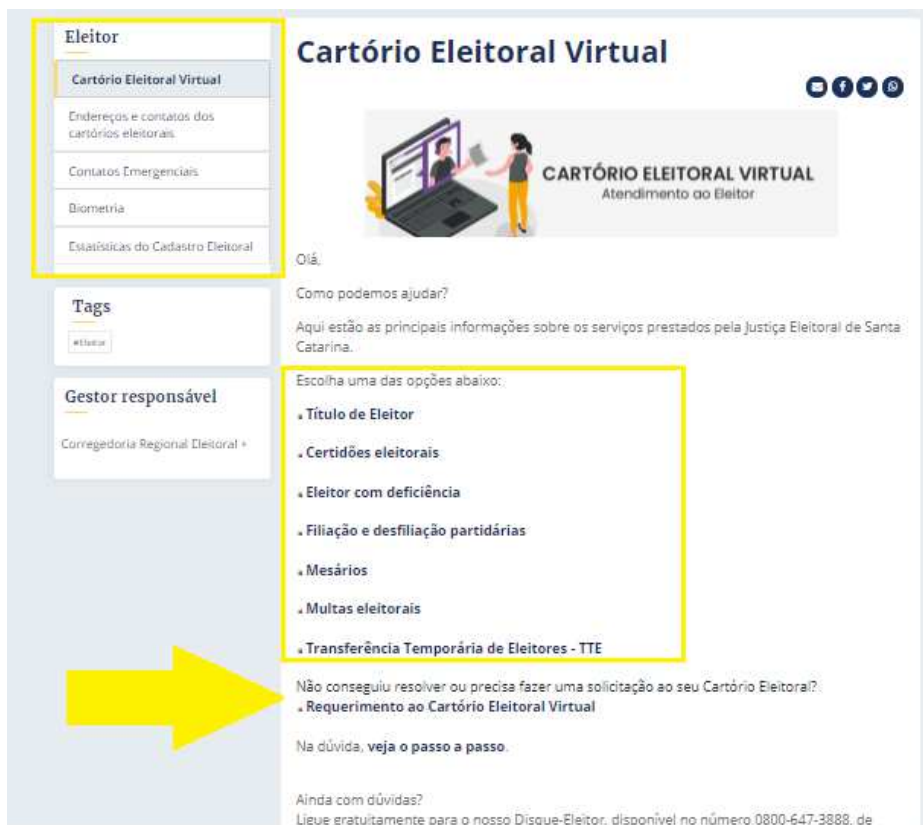 Eleitor
Cartório Eleitoral Virtual
Endereços e contatos dos
cartórios eleitorais
Contatos Emergenciais
Biometria
Estatísticas do Cadastro Eleitoral
Tags
#Eleitor
Gestor responsável
Corregedoria Regional Eleitoral +
Cartório Eleitoral Virtual
CARTÓRIO ELEITORAL VIRTUAL
Atendimento ao Eleitor
Olá,
Como podemos ajudar?
Aqui estão as principais informações sobre os serviços prestados pela Justiça Eleitoral de Santa
Catarina.
Escolha uma das opções abaixo:
Título de Eleitor
Certidões eleitorais
Eleitor com deficiência
Filiação e desfiliação partidárias
Mesários
Multas eleitorais
Transferência Temporária de Eleitores - TTE
Não conseguiu resolver ou precisa fazer uma solicitação ao seu Cartório Eleitoral?
Requerimento ao Cartório Eleitoral Virtual
Na dúvida, veja o passo a passo.
Ainda com dúvidas?
Ligue gratuitamente para o nosso Disque-Eleitor, disponível no número 0800-647-3888, de